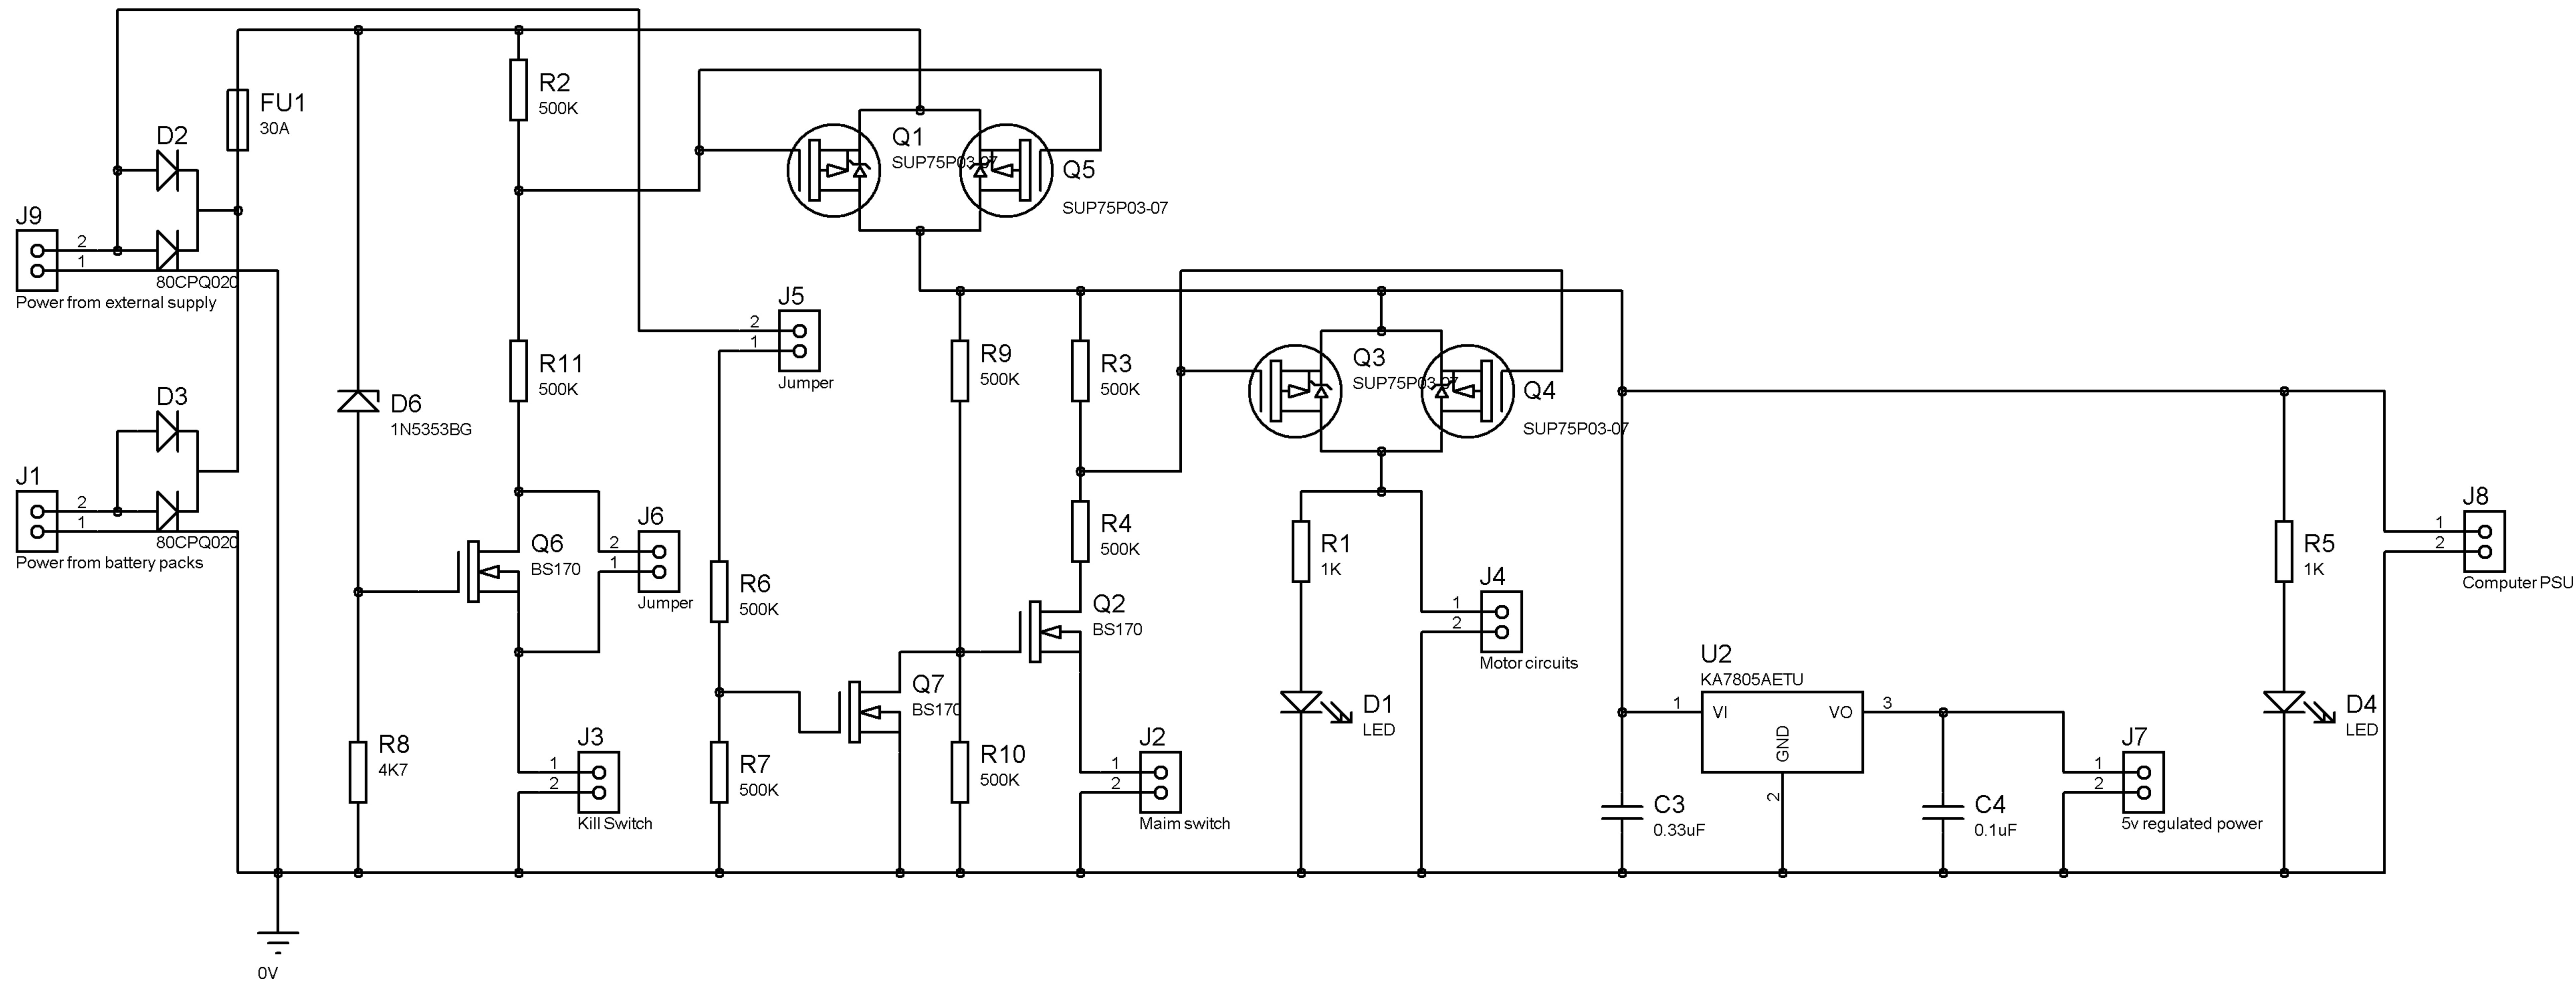 R2
500K
FU1
30A
D2
J9
2
1
80CPQ020
Power from external supply
Q1
SUP75P03-07
Q5
SUP75P03-07
J5
2
1
Jumper
R11
500K
D6
1N5353BG
D3
J1
2
1
80CPQ020
Power from battery packs
R9
500K
R3
500K
Q3
SUP75P03-07
Q4
SUP75P03-07
Q6
BS170
J6
2
1
Jumper
R6
500K
R4
500K
Q2
BS170
R1
1K
J4
1
2
Motor circuits
R5
1K
J8
1
2
Computer PSU
Q7
BS170
D1
LED
U2
KA7805AETU
1
VI
VO
3
GND
2
D4
LED
R8
4K7
J3
1
2
Kill Switch
R7
500K
R10
500K
J2
1
2
Maim switch
C3
0.33uF
C4
0.1uF
J7
1
2
5v regulated power
0V